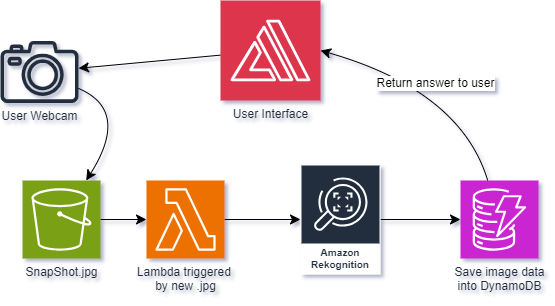 Return answer to user
User Webcam
User Interface
SnapShot.jpg
Lambda triggered
by new .jpg
Amazon
Rekognition
Save image data
into DynamoDB